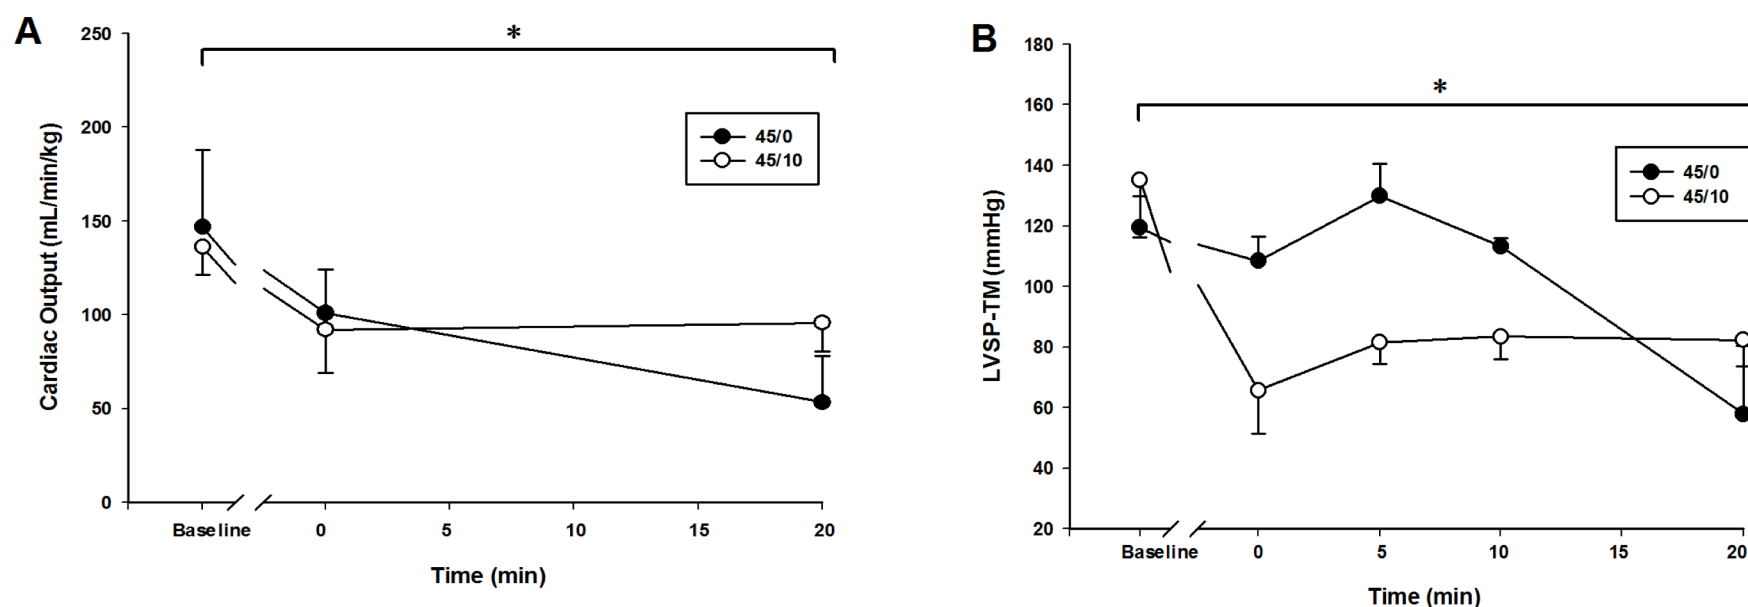 A
Cardiac Output (mL/min/kg)
250
200
150
100
50
0
*
45/0
45/10
Baseline 0 5 10 15 20
Time (min)
B
LVSP-TM (mmHg)
180
160
140
120
100
80
60
40
20
*
45/0
45/10
Baseline 0 5 10 15 20
Time (min)